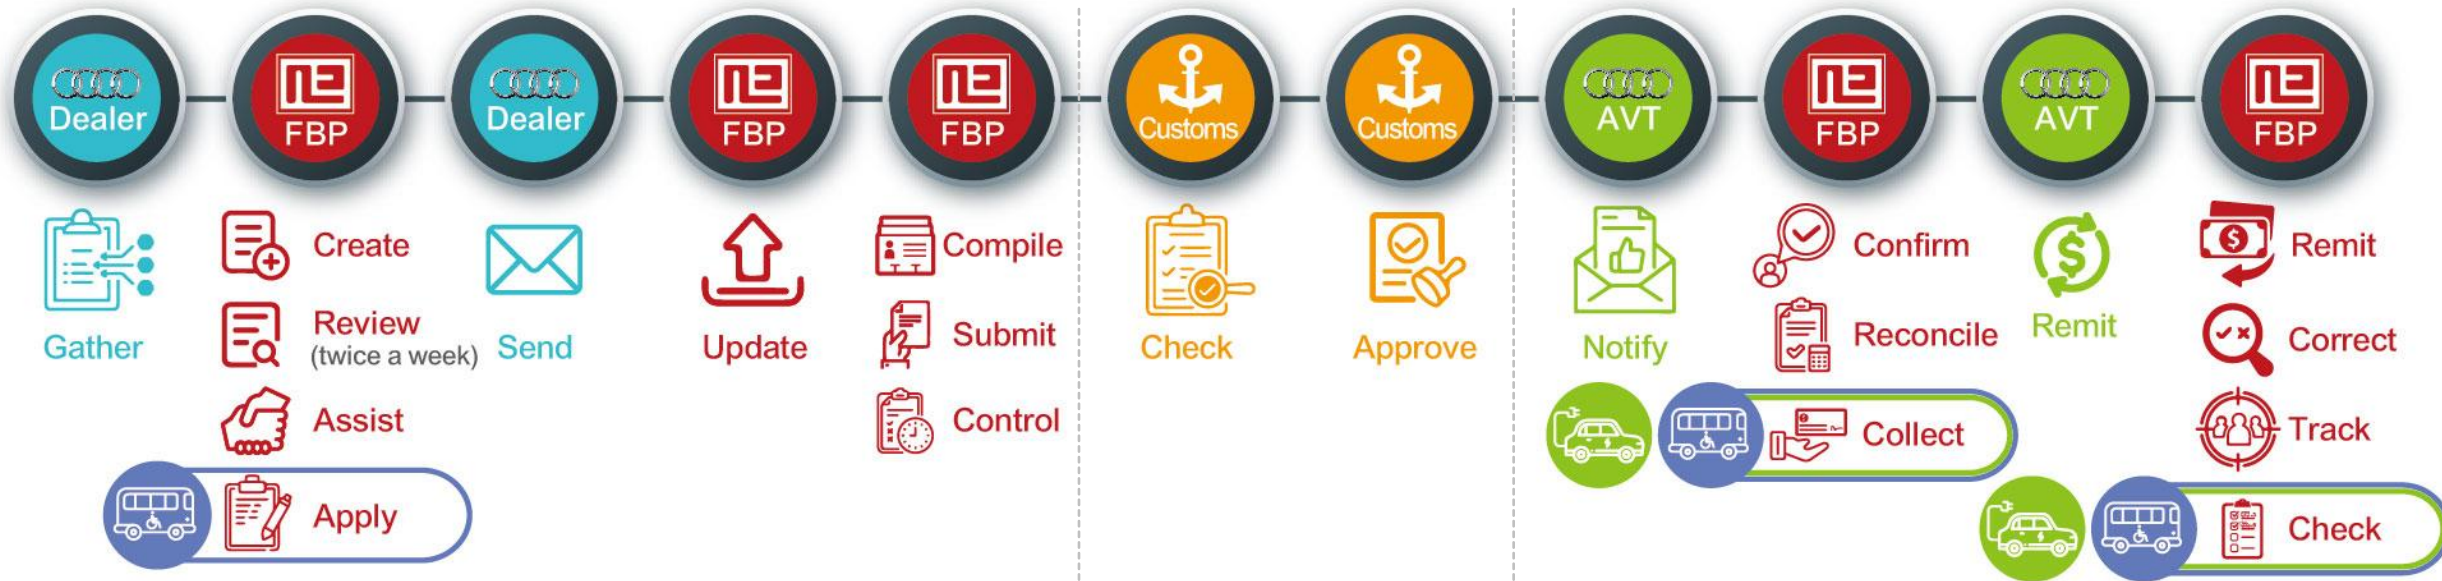 Dealer
FBP
Dealer
FBP
FBP
Customs
Customs
AVT
FBP
AVT
FBP
Gather
Create
Review
(twice a week)
Assist
Apply
Send
Update
Compile
Submit
Control
Check
Approve
Notify
Confirm
Reconcile
Collect
Remit
Remit
Correct
Track
Check